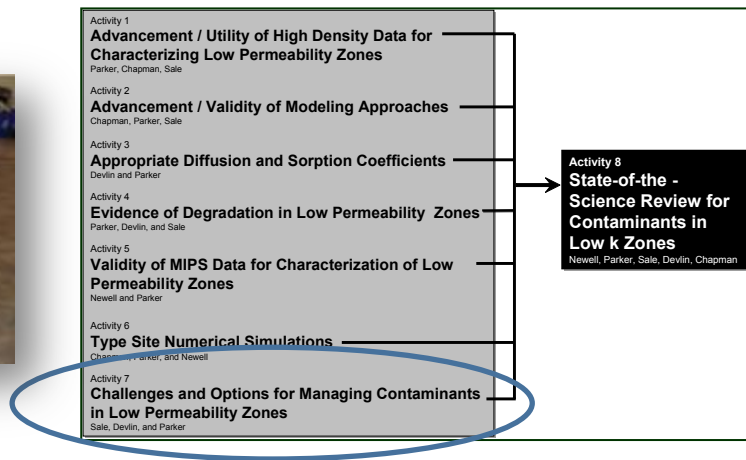 Activity 1
Advancement / Utility of High Density Data for
Characterizing Low Permeability Zones
Parker, Chapman, Sale
Activity 2
Advancement / Validity of Modeling Approaches
Chapman, Parker, Sale
Activity 3
Appropriate Diffusion and Sorption Coefficients
Devlin and Parker
Activity 4
Evidence of Degradation in Low Permeability Zones
Parker, Devlin, and Sale
Activity 5
Validity of MIPS Data for Characterization of Low
Permeability Zones
Newell and Parker
Activity 6
Type Site Numerical Simulations
Chapman, Parker, and Newell
Activity 7
Challenges and Options for Managing Contaminants
in Low Permeability Zones
Sale, Devlin, and Parker
Activity 8
State-of-the -
Science Review for
Contaminants in
Low k Zones
Newell, Parker, Sale, Devlin, Chapman